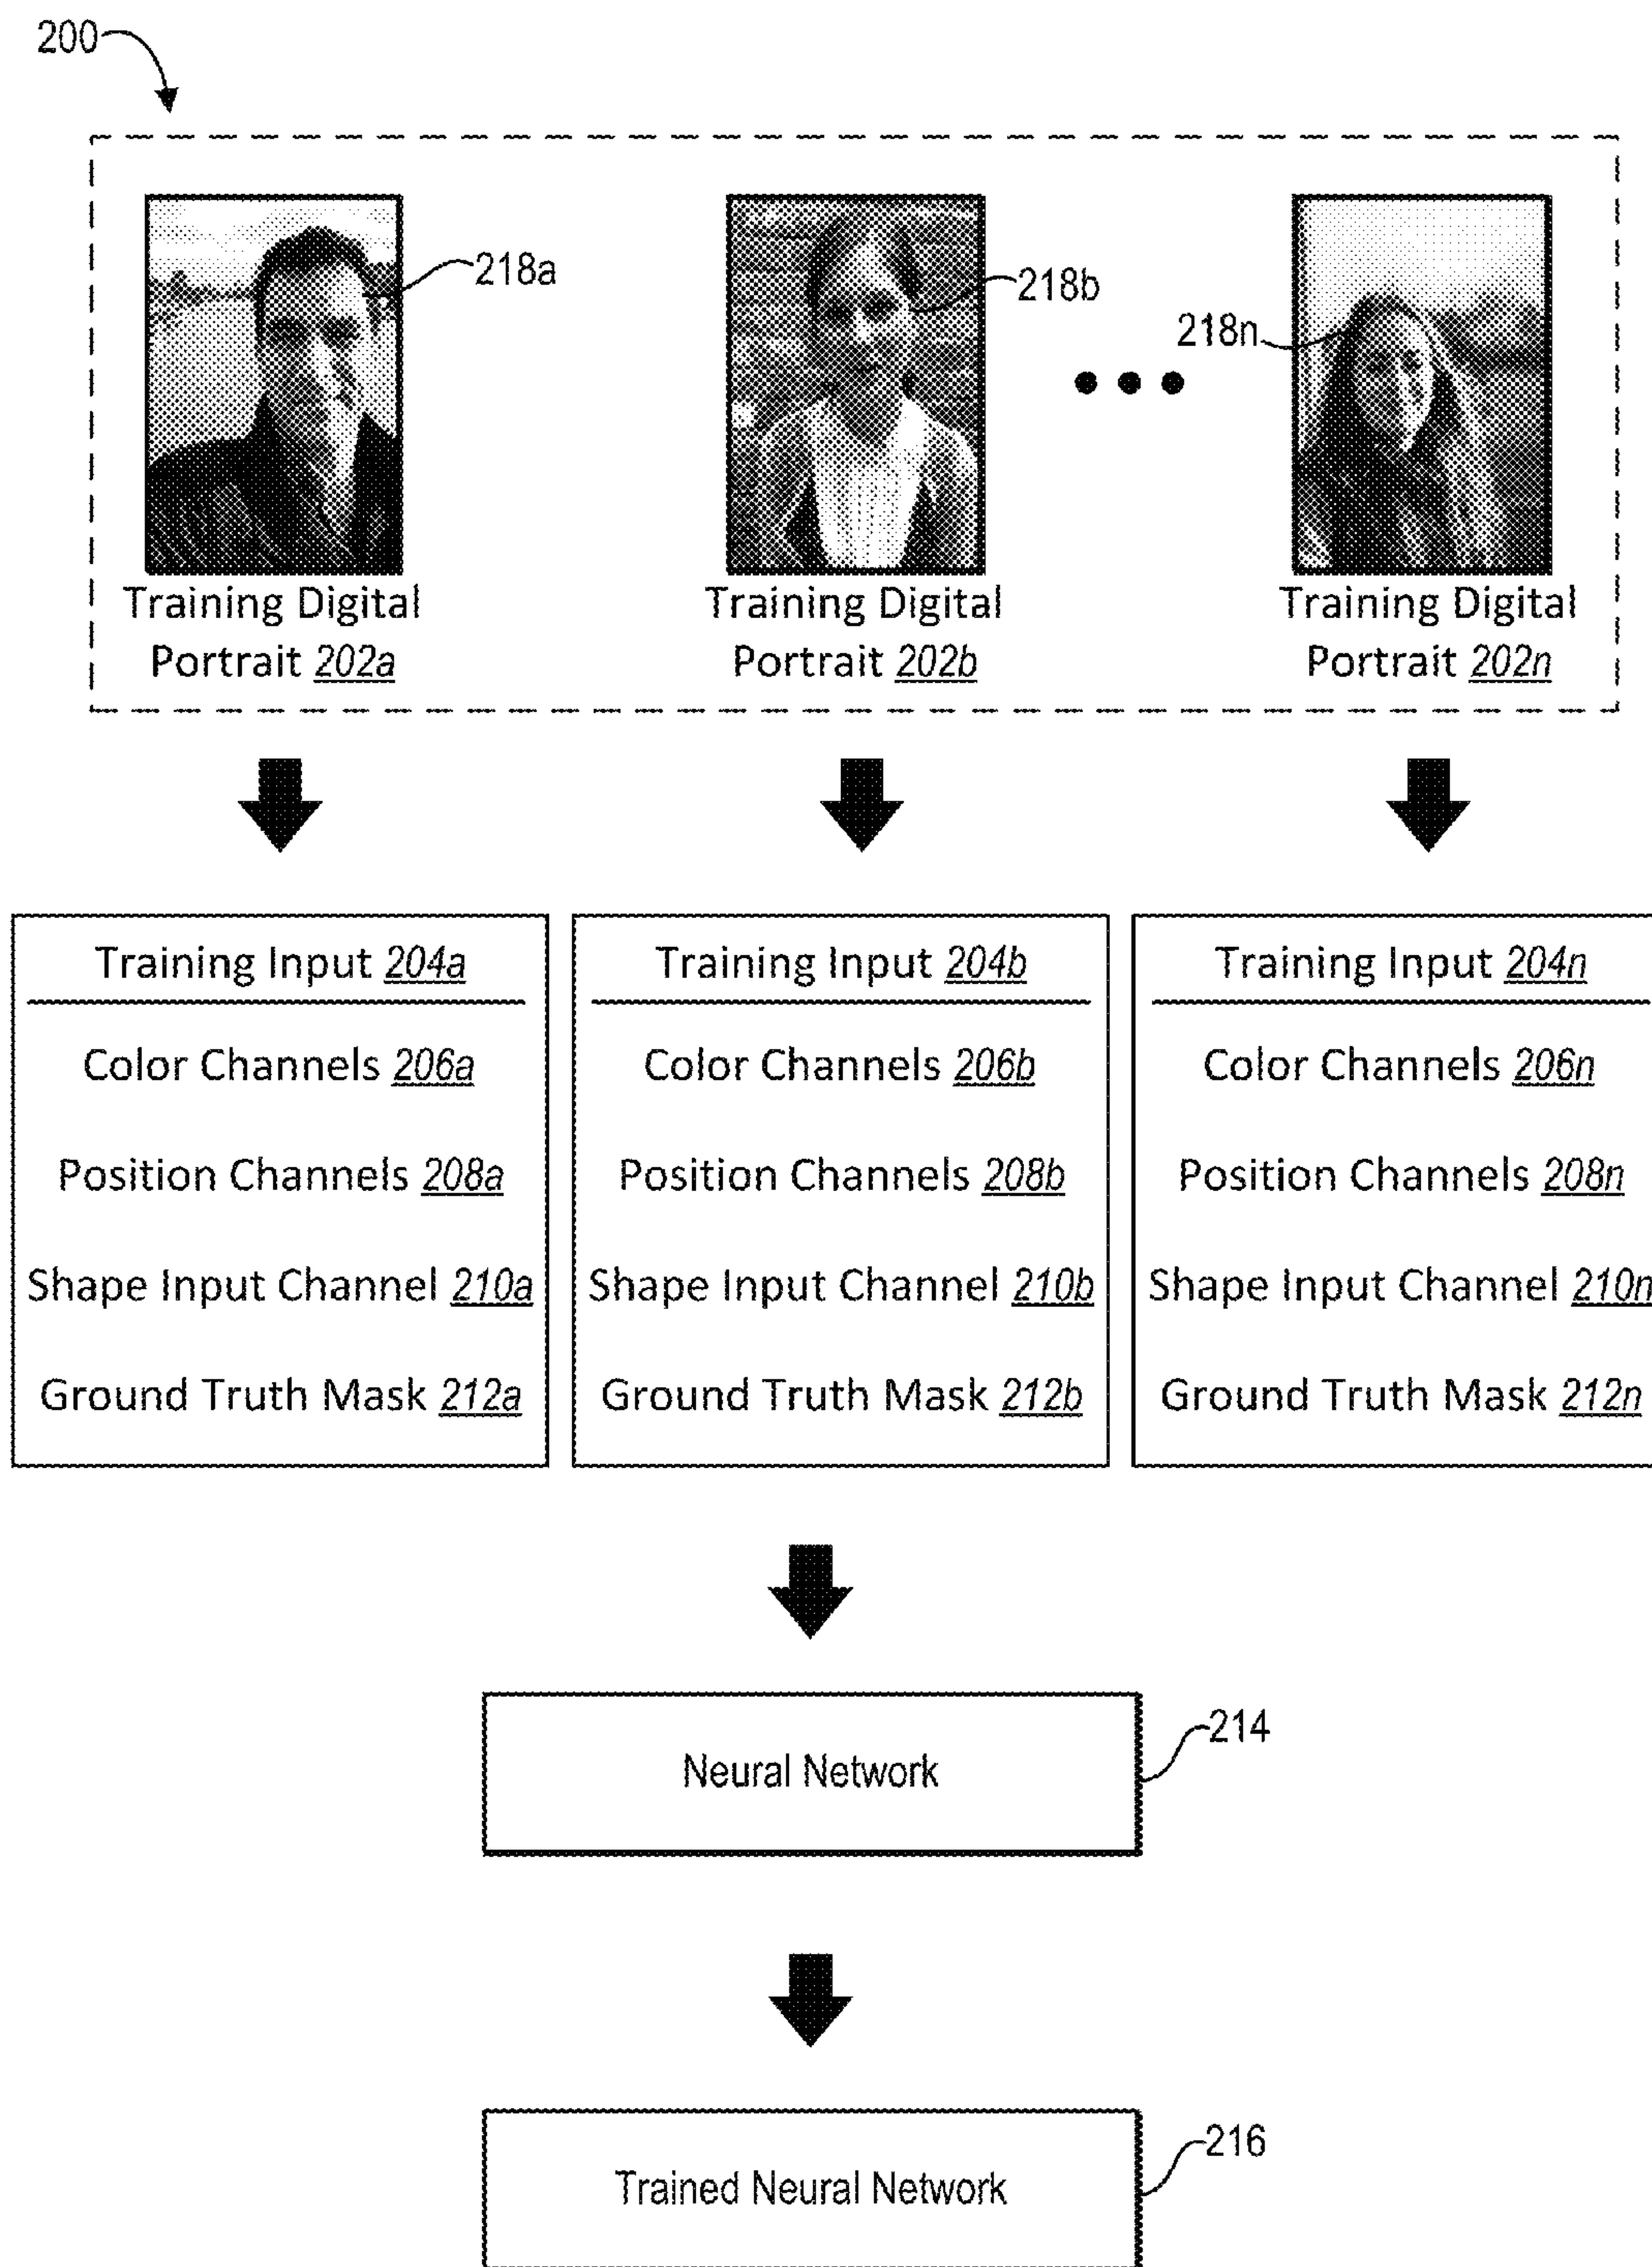 200
218a
218b
218n
Training Digital
Portrait 202a
Training Digital
Portrait 202b
Training Digital
Portrait 202n
Training Input 204a
Color Channels 206a
Position Channels 208a
Shape Input Channel 210a
Ground Truth Mask 212a
Training Input 204b
Color Channels 206b
Position Channels 208b
Shape Input Channel 210b
Ground Truth Mask 212b
Training Input 204n
Color Channels 206n
Position Channels 208n
Shape Input Channel 210n
Ground Truth Mask 212n
Neural Network
214
Trained Neural Network
216